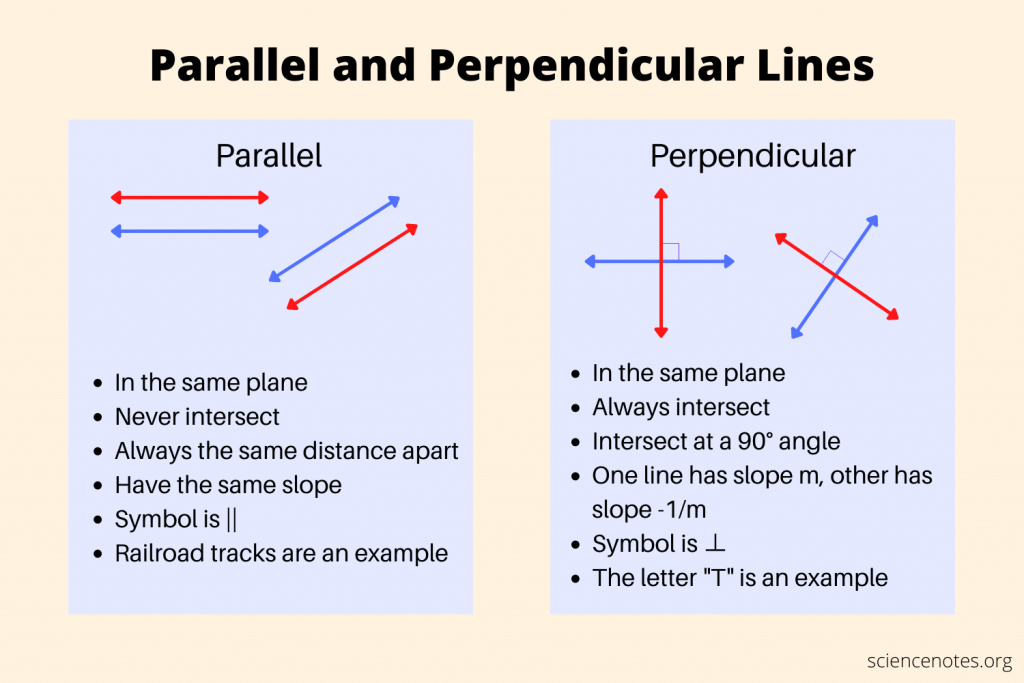 Parallel and Perpendicular Lines
Parallel
• In the same plane
• Never intersect
• Always the same distance apart
• Have the same slope
• Symbol is ||
• Railroad tracks are an example
Perpendicular
• In the same plane
• Always intersect
• Intersect at a 90° angle
• One line has slope m, other has
slope -1/m
• Symbol is ⊥
• The letter "T" is an example
sciencenotes.org